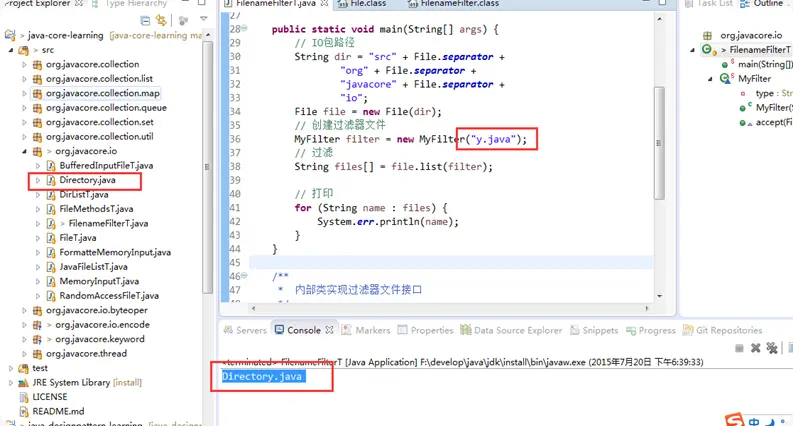 Project Explorer
Type Hierarchy
java-core-learning [java-core-learning m
src
org.javacore.collection
org.javacore.collection.list
org.javacore.collection.map
org.javacore.collection.queue
org.javacore.collection.set
org.javacore.collection.util
> org.javacore.io
BufferedInputFileT.java
Directory.java
DirListT.java
FileMethodsT.java
> FilenameFilterT.java
FileT.java
FormatteMemoryInput.java
JavaFileListT.java
MemoryInputT.java
RandomAccessFileT.java
org.javacore.io.byteoper
> org.javacore.io.encode
> org.javacore.keyword
org.javacore.thread
test
JRE System Library [install]
LICENSE
README.md
java-designpattern-learning [java-design
FilenameFilterT.java
File.class
FilenameFilter.class
27
28 public static void main(String[] args) {
29 // IO包路径
30 String dir = "src" + File.separator +
31 "org" + File.separator +
32 "javacore" + File.separator +
33 "io";
34 File file = new File(dir);
35 // 创建过滤器文件
36 MyFilter filter = new MyFilter("y.java");
37 // 过滤
38 String files[] = file.list(filter);
39
40 // 打印
41 for (String name : files) {
42 System.err.println(name);
43 }
44 }
45
46 /**
47 * 内部类实现过滤器文件接口
Task List
Outline
org.javacore.io
> FilenameFilterT
main(String[])
MyFilter
type : Stri
MyFilter(S
accept(Fi
Servers
Console
Markers
Properties
Data Source Explorer
Snippets
Progress
Git Repositories
<terminated> FilenameFilterT [Java Application] F:\develop\java\jdk\install\bin\javaw.exe (2015年7月20日 下午6:39:33)
Directory.java
中